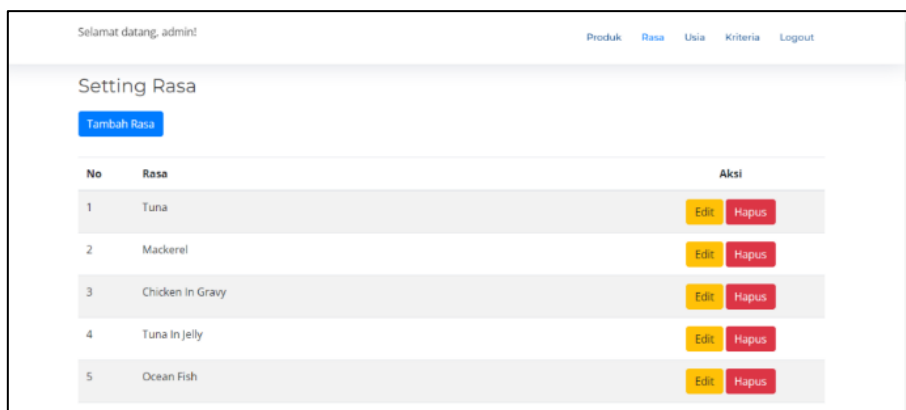 Selamat datang, admin!
Produk Rasa Usia Kriteria Logout
Setting Rasa
Tambah Rasa
No Rasa Aksi
1 Tuna Edit Hapus
2 Mackerel Edit Hapus
3 Chicken In Gravy Edit Hapus
4 Tuna In Jelly Edit Hapus
5 Ocean Fish Edit Hapus